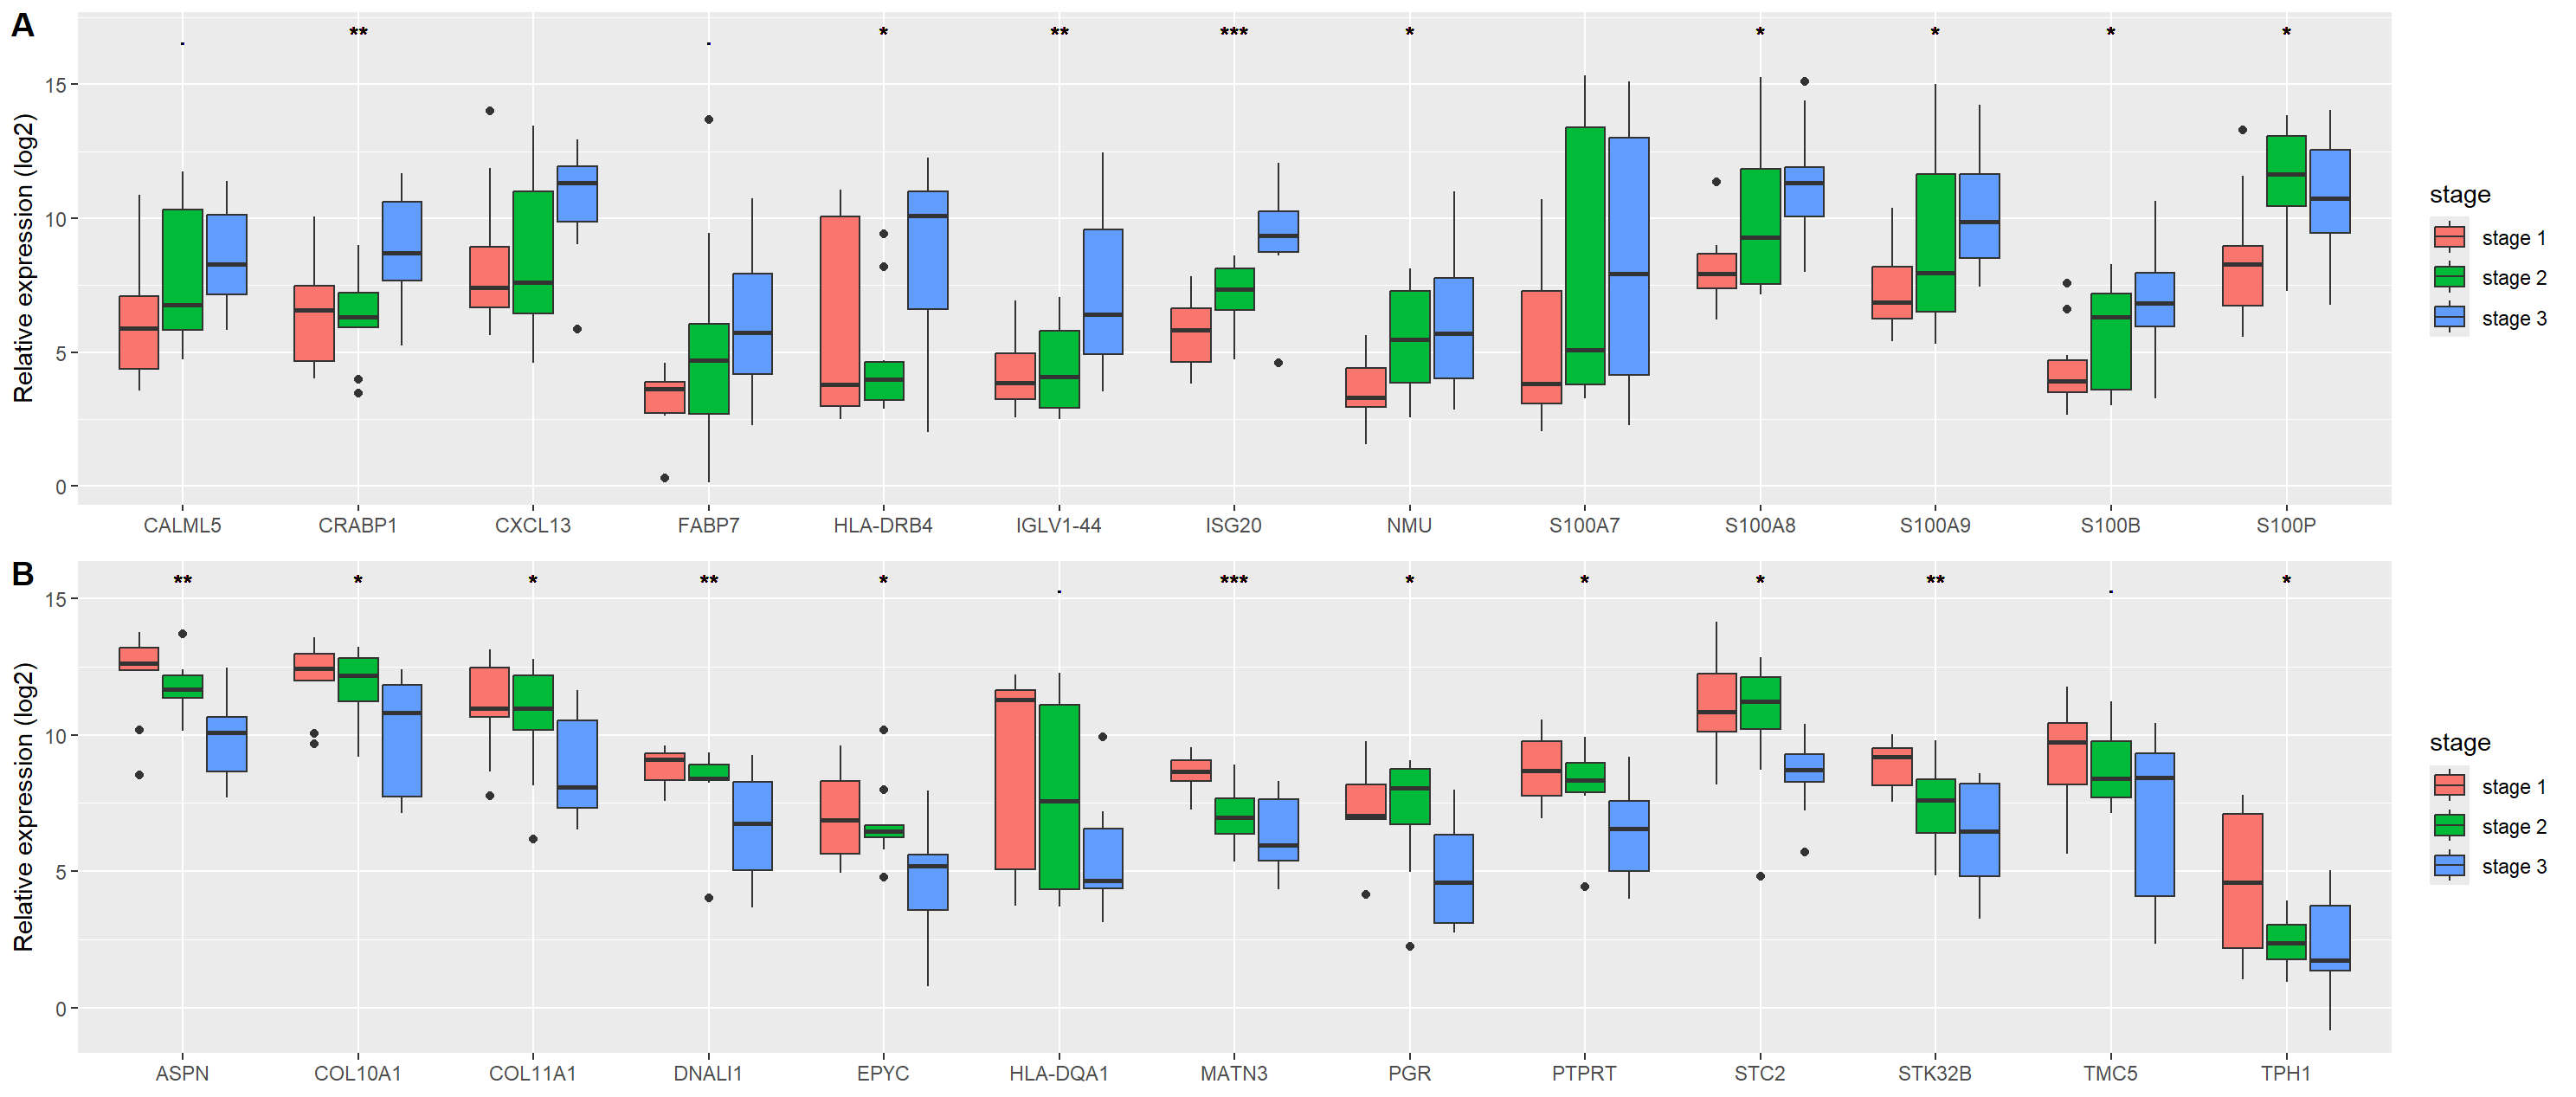 A
. ** . * ** *** * * * * *
Relative expression (log2)
15
10
5
0
CALML5 CRABP1 CXCL13 FABP7 HLA-DRB4 IGLV1-44 ISG20 NMU S100A7 S100A8 S100A9 S100B S100P
stage
stage 1
stage 2
stage 3
B
** * * ** * . *** * * * ** . *
Relative expression (log2)
15
10
5
0
ASPN COL10A1 COL11A1 DNALI1 EPYC HLA-DQA1 MATN3 PGR PTPRT STC2 STK32B TMC5 TPH1
stage
stage 1
stage 2
stage 3